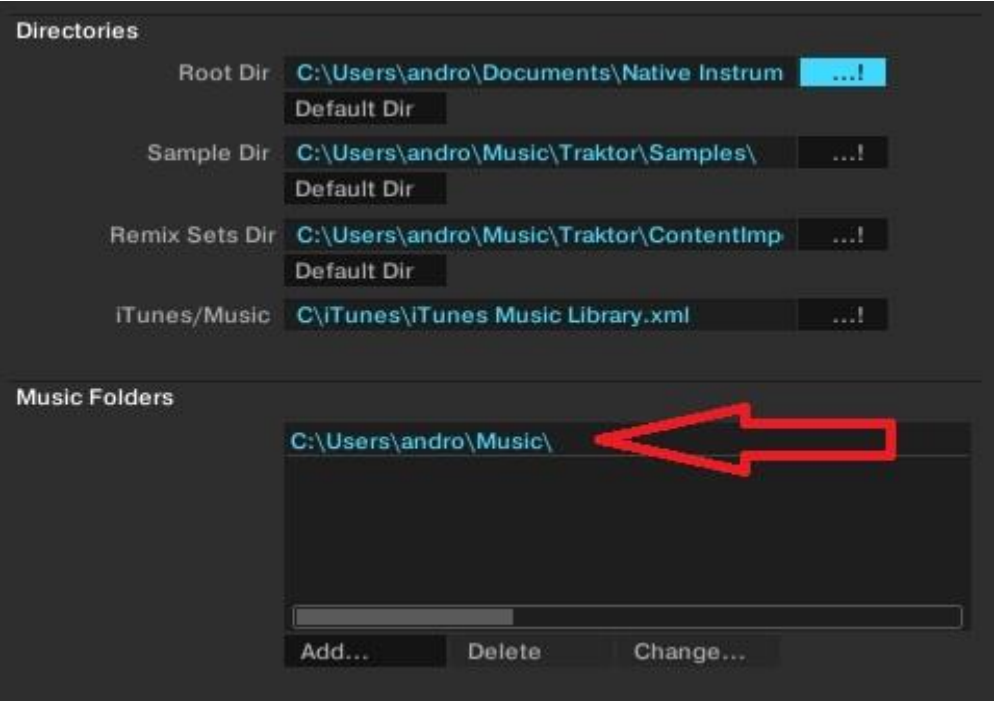 Directories
Root Dir C:\Users\andro\Documents\Native Instrum ...!
Default Dir
Sample Dir C:\Users\andro\Music\Traktor\Samples\ ...!
Default Dir
Remix Sets Dir C:\Users\andro\Music\Traktor\ContentImp ...!
Default Dir
iTunes/Music C\iTunes\iTunes Music Library.xml ...!
Music Folders
C:\Users\andro\Music\
Add... Delete Change...